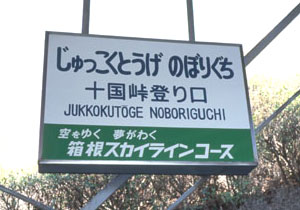 じゅっこくとうげ のぼりぐち
十国峠登り口
JUKKOKUTŌGE NOBORIGUCHI
空をゆく 夢がわく
箱根スカイラインコース